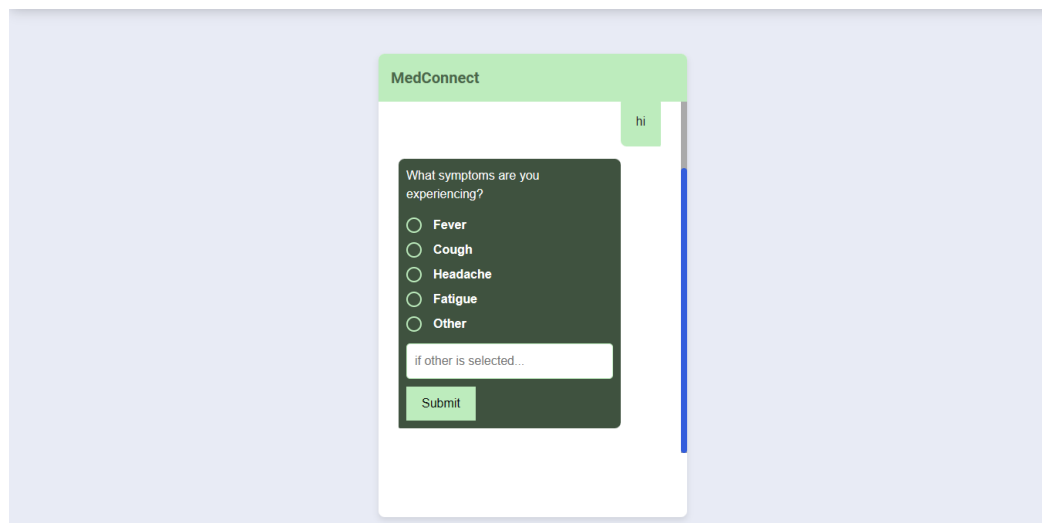 MedConnect
hi
What symptoms are you
experiencing?
Fever
Cough
Headache
Fatigue
Other
if other is selected...
Submit